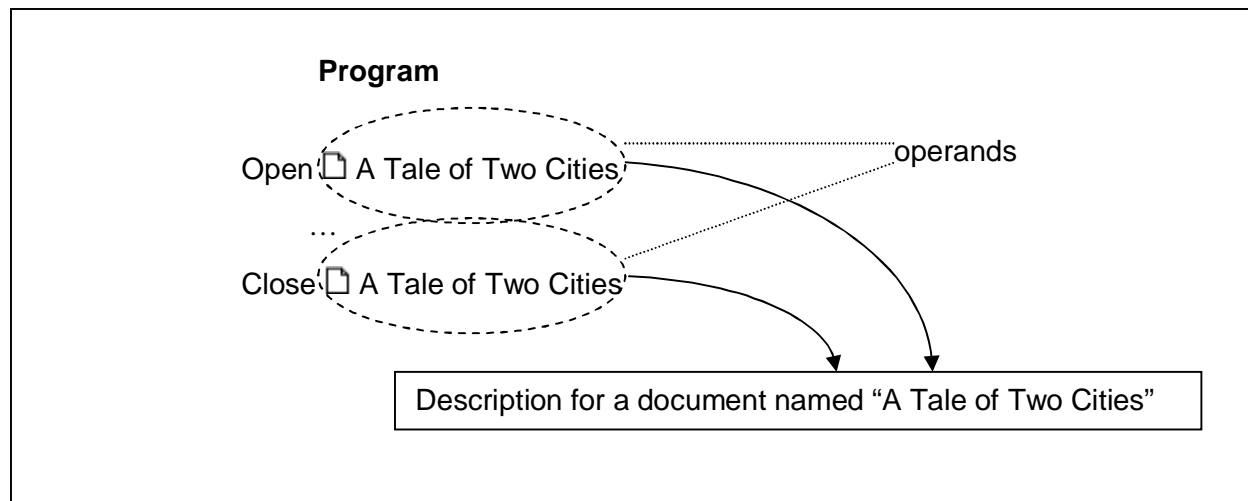 Program
operands
Open A Tale of Two Cities
…
Close A Tale of Two Cities
Description for a document named “A Tale of Two Cities”